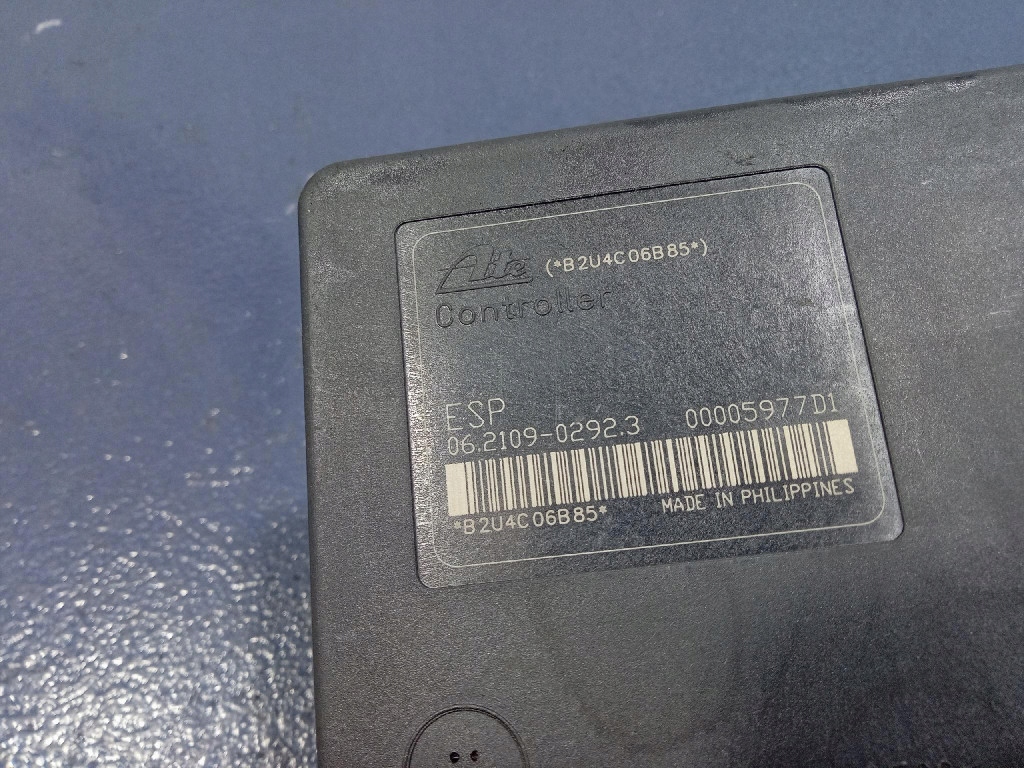 Ate (*B2U4C06B85*)
Controller
ESP
06.2109-0292.3 00005977D1
*B2U4C06B85* MADE IN PHILIPPINES